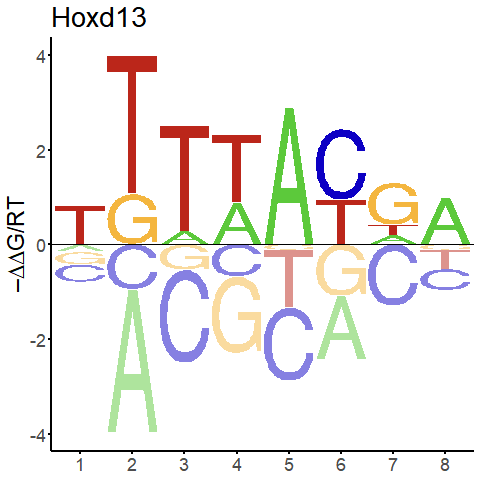 Hoxd13
−ΔΔG/RT
4
2
0
-2
-4
T T T T A C G A
G A A T T
A
A G G C G T G C G T
G C C G C A C
C A
1 2 3 4 5 6 7 8